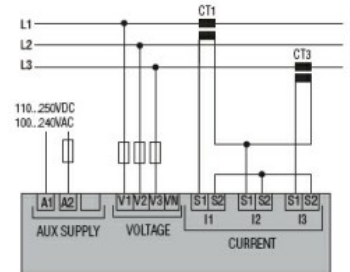 CT1
L1
L2
L3
CT3
110...250VDC
100...240VAC
A1 A2 V1 V2 V3 VN S1 S2 S1 S2 S1 S2
I1 I2 I3
AUX SUPPLY VOLTAGE
CURRENT